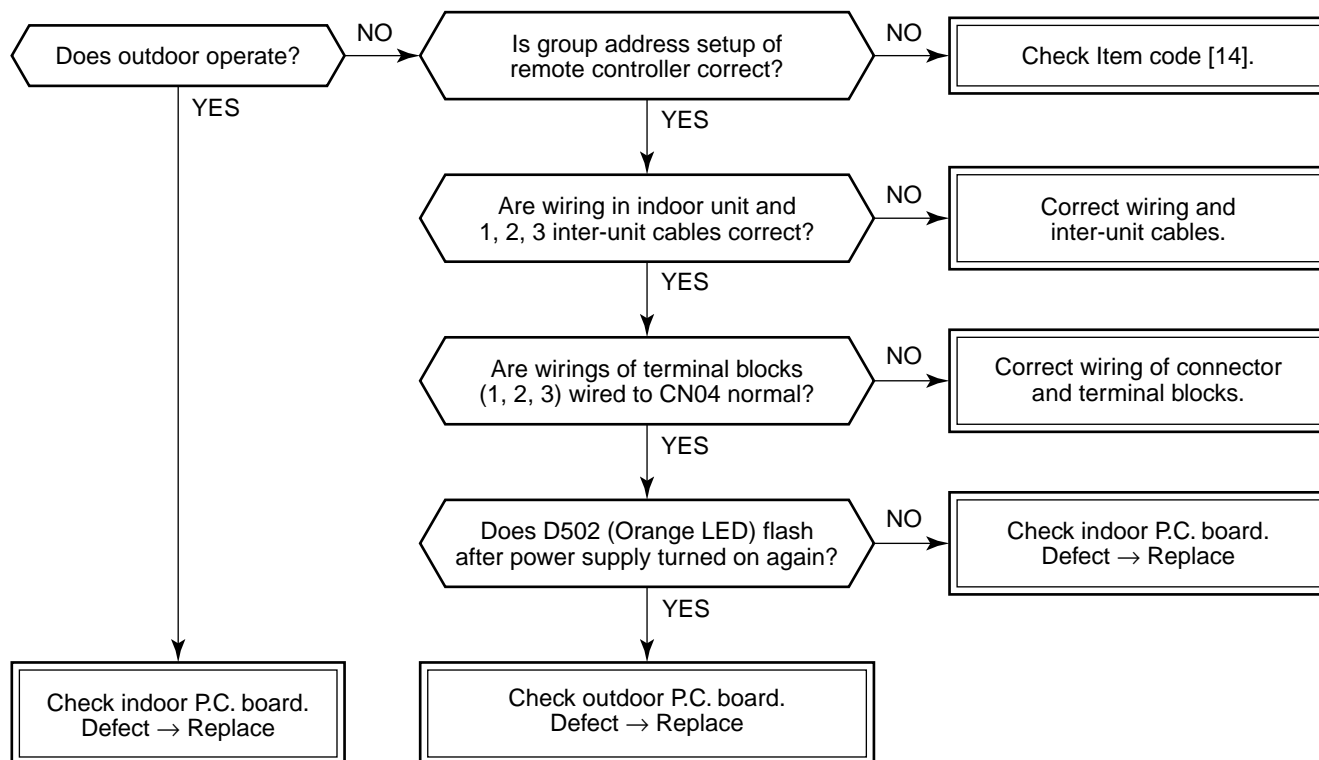 Does outdoor operate?
NO
YES
Is group address setup of
remote controller correct?
NO
YES
Check Item code [14].
Are wiring in indoor unit and
1, 2, 3 inter-unit cables correct?
NO
YES
Correct wiring and
inter-unit cables.
Are wirings of terminal blocks
(1, 2, 3) wired to CN04 normal?
NO
YES
Correct wiring of connector
and terminal blocks.
Does D502 (Orange LED) flash
after power supply turned on again?
NO
YES
Check indoor P.C. board.
Defect → Replace
Check indoor P.C. board.
Defect → Replace
Check outdoor P.C. board.
Defect → Replace